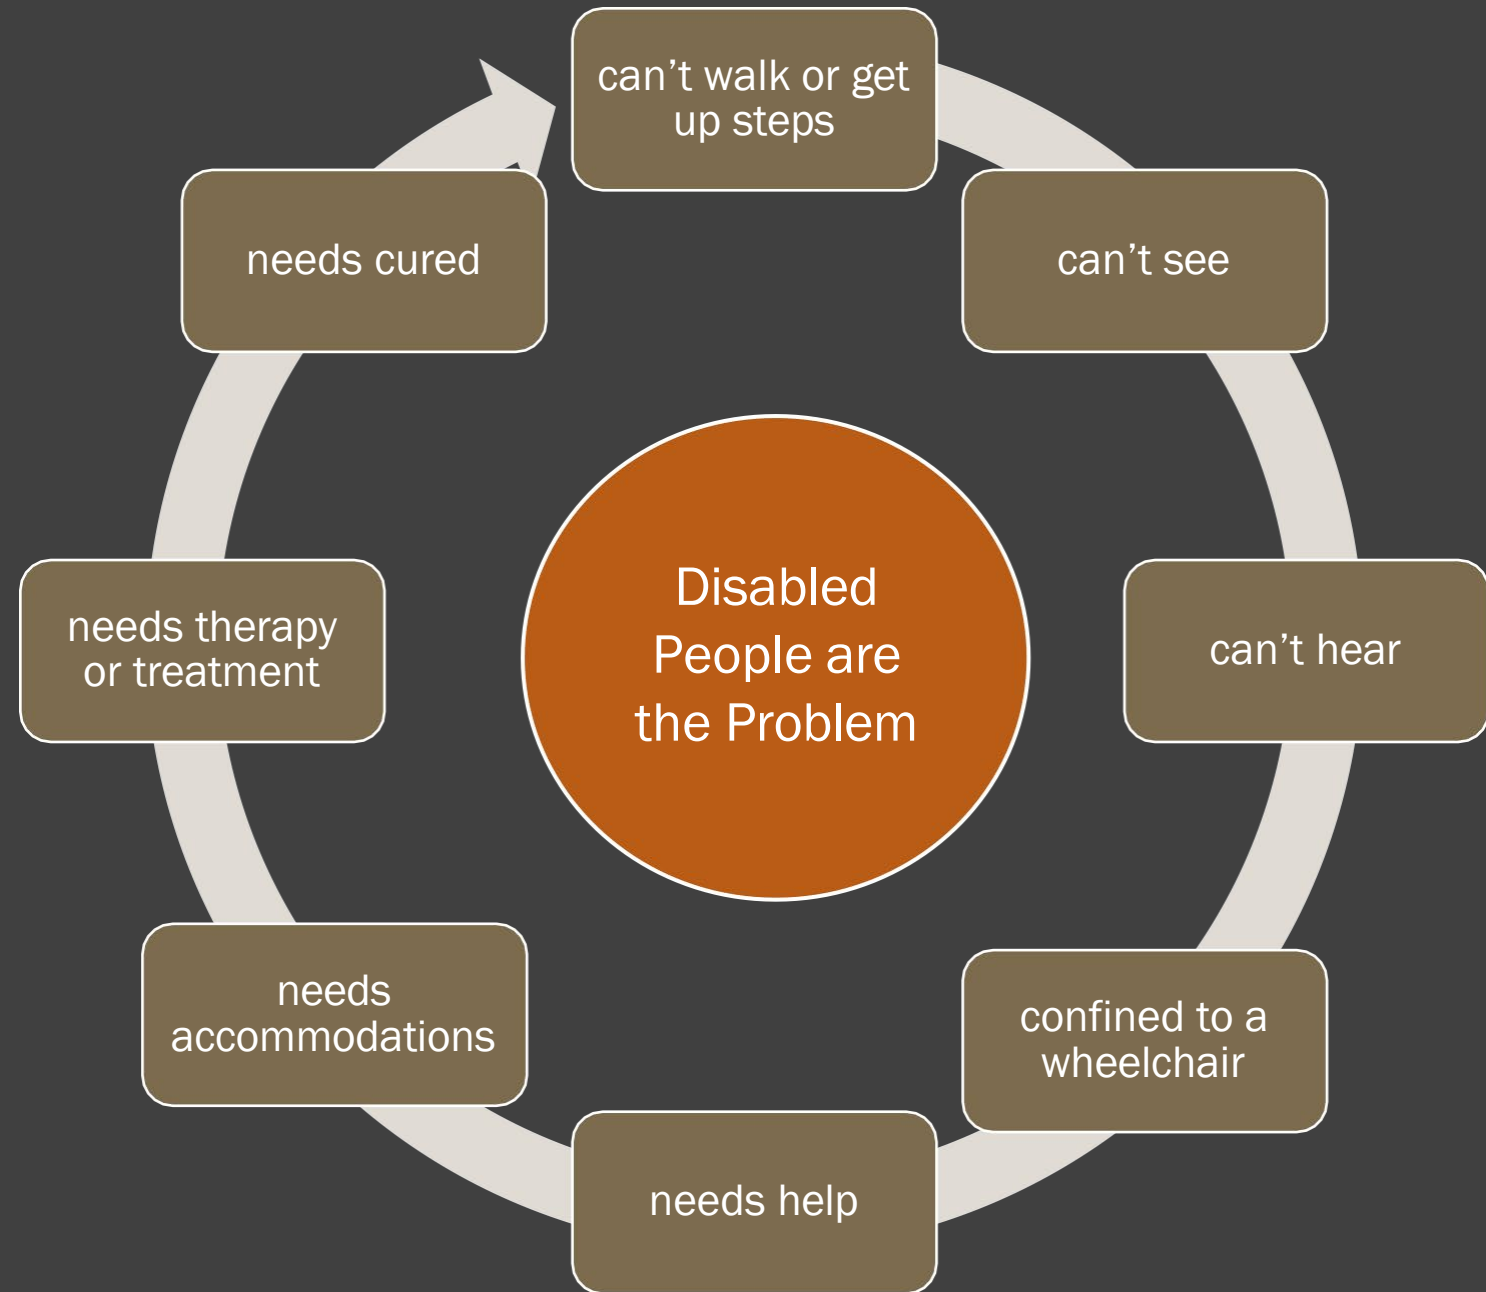 can’t walk or get
up steps
can’t see
can’t hear
confined to a
wheelchair
needs help
needs
accommodations
needs therapy
or treatment
needs cured
Disabled
People are
the Problem